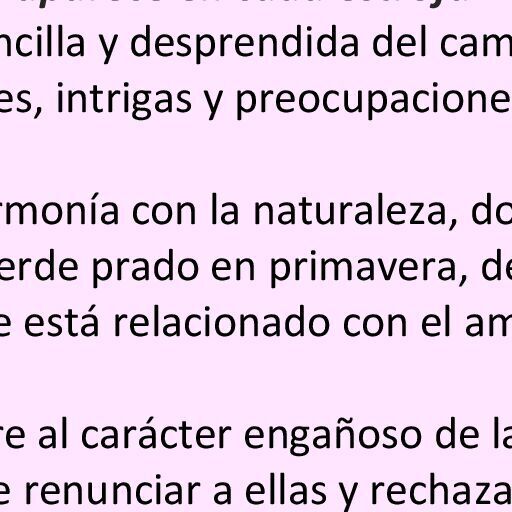 ncilla y desprendida del cam
es, intrigas y preocupacione
rmonía con la naturaleza, do
erde prado en primavera, de
e está relacionado con el am
re al carácter engañoso de la
e renunciar a ellas y rechaza